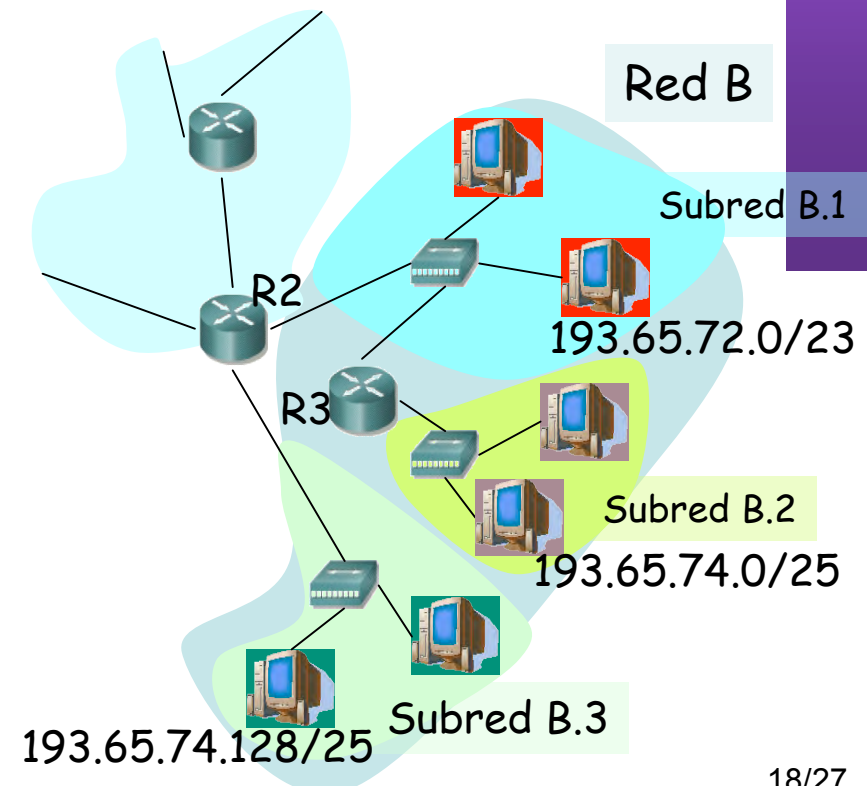 Red B
Subred B.1
R2
193.65.72.0/23
R3
Subred B.2
193.65.74.0/25
Subred B.3
193.65.74.128/25
18/27